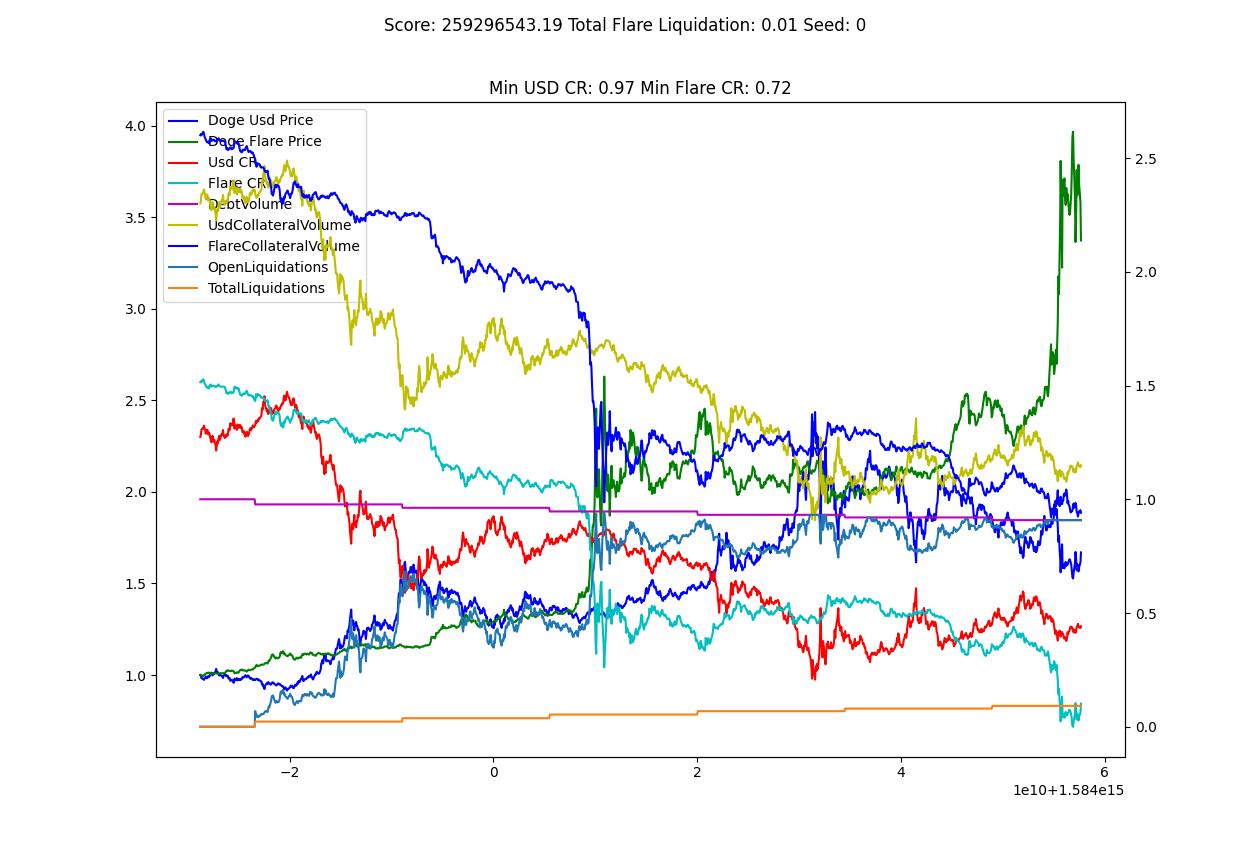 Score: 259296543.19 Total Flare Liquidation: 0.01 Seed: 0
Min USD CR: 0.97 Min Flare CR: 0.72
Doge Usd Price
Doge Flare Price
Usd CR
Flare CR
DebtVolume
UsdCollateralVolume
FlareCollateralVolume
OpenLiquidations
TotalLiquidations
4.0
3.5
3.0
2.5
2.0
1.5
1.0
2.5
2.0
1.5
1.0
0.5
0.0
−2
0
2
4
6
1e10+1.584e15